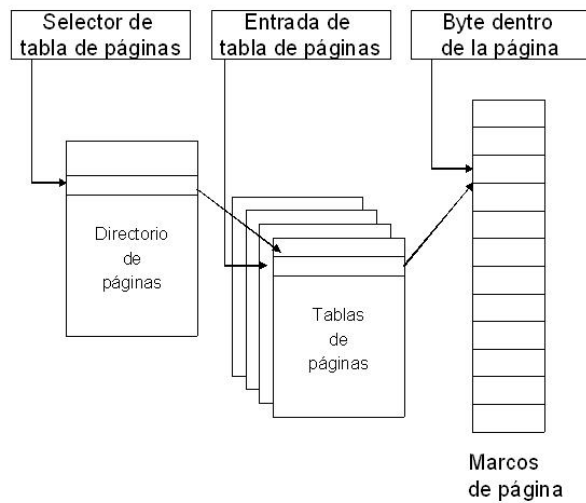 Selector de
tabla de páginas
Entrada de
tabla de páginas
Byte dentro
de la página
Directorio
de
páginas
Tablas
de
páginas
Marcos
de página